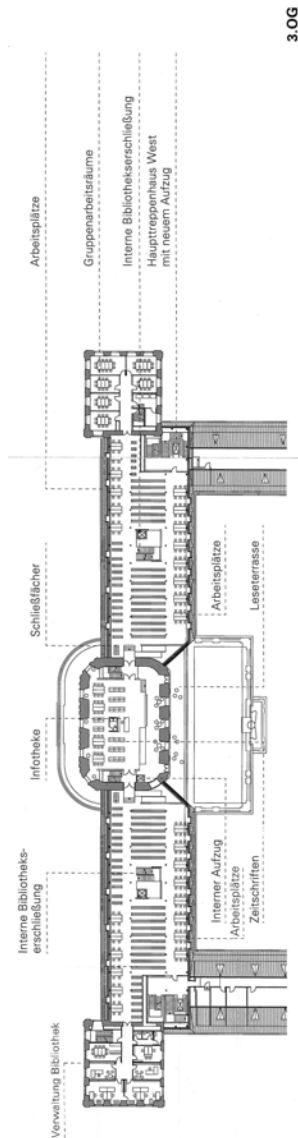 3.OG
Arbeitsplätze
Gruppenarbeitsräume
Interne Bibliothekserschließung
Haupttreppenhaus West
mit neuem Aufzug
Schließfächer
Infotheke
Interne Bibliotheks-
erschließung
Verwaltung Bibliothek
Arbeitsplätze
Leseterrasse
Interner Aufzug
Arbeitsplätze
Zeitschriften